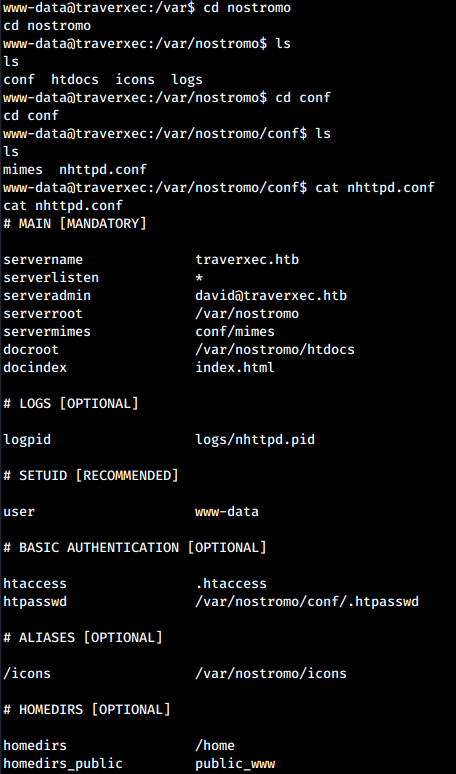 www-data@traverxec:/var$ cd nostromo
cd nostromo
www-data@traverxec:/var/nostromo$ ls
ls
conf  htdocs  icons  logs
www-data@traverxec:/var/nostromo$ cd conf
cd conf
www-data@traverxec:/var/nostromo/conf$ ls
ls
mimes  nhttpd.conf
www-data@traverxec:/var/nostromo/conf$ cat nhttpd.conf
cat nhttpd.conf
# MAIN [MANDATORY]

servername              traverxec.htb
serverlisten            *
serveradmin             david@traverxec.htb
serverroot              /var/nostromo
servermimes             conf/mimes
docroot                 /var/nostromo/htdocs
docindex                index.html

# LOGS [OPTIONAL]

logpid                  logs/nhttpd.pid

# SETUID [RECOMMENDED]

user                    www-data

# BASIC AUTHENTICATION [OPTIONAL]

htaccess                .htaccess
htpasswd                /var/nostromo/conf/.htpasswd

# ALIASES [OPTIONAL]

/icons                  /var/nostromo/icons

# HOMEDIRS [OPTIONAL]

homedirs                /home
homedirs_public         public_www